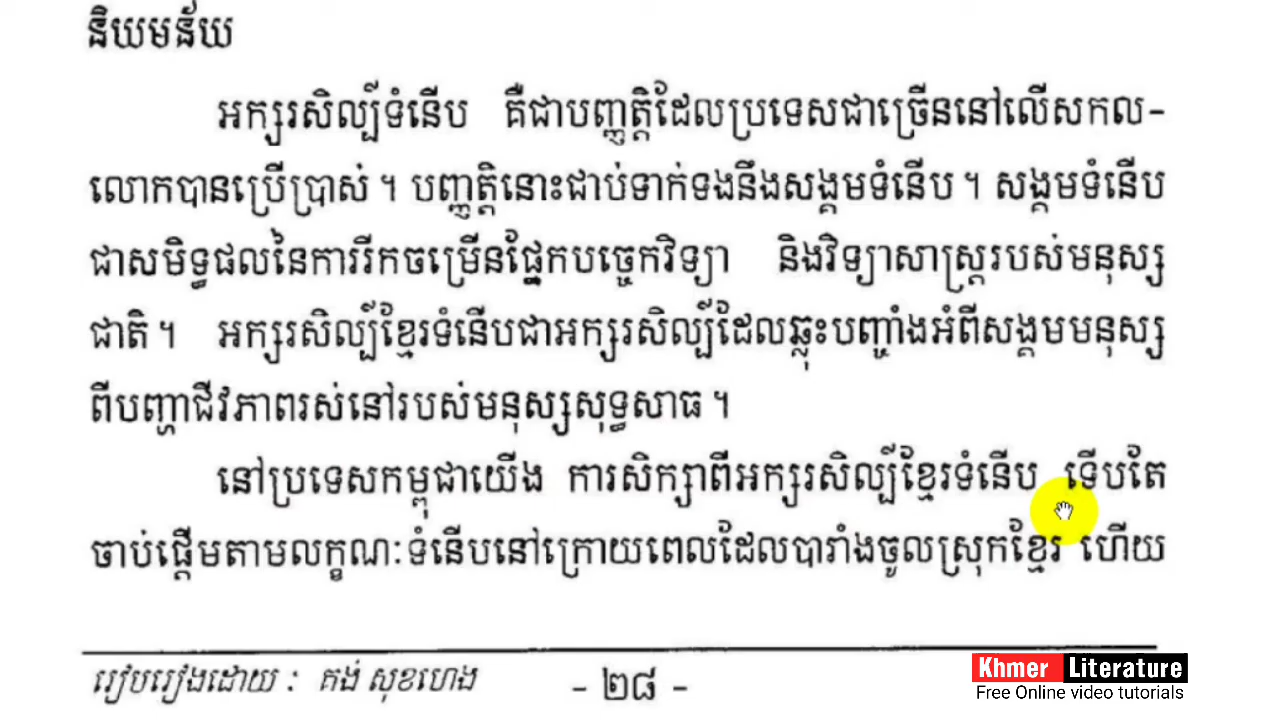 និយមន័យ
អក្សរសិល្ប៍ទំនើប គឺជាបញ្ញត្តិដែលប្រទេសជាច្រើននៅលើសកល-
លោកបានប្រើប្រាស់ ។ បញ្ញត្តិនោះជាប់ទាក់ទងនឹងសង្គមទំនើប ។ សង្គមទំនើប
ជាសមិទ្ធផលនៃការរីកចម្រើនផ្នែកបច្ចេកវិទ្យា និងវិទ្យាសាស្ត្ររបស់មនុស្ស
ជាតិ ។ អក្សរសិល្ប៍ខ្មែរទំនើបជាអក្សរសិល្ប៍ដែលឆ្លុះបញ្ចាំងអំពីសង្គមមនុស្ស
ពីបញ្ហាជីវភាពរស់នៅរបស់មនុស្សសុទ្ធសាធ ។
នៅប្រទេសកម្ពុជាយើង ការសិក្សាពីអក្សរសិល្ប៍ខ្មែរទំនើប ទើបតែ
ចាប់ផ្តើមតាមលក្ខណៈទំនើបនៅក្រោយពេលដែលបារាំងចូលស្រុកខ្មែរ ហើយ
រៀបរៀងដោយ : គង់ សុខហេង - ២៨ -
Khmer Literature
Free Online video tutorials